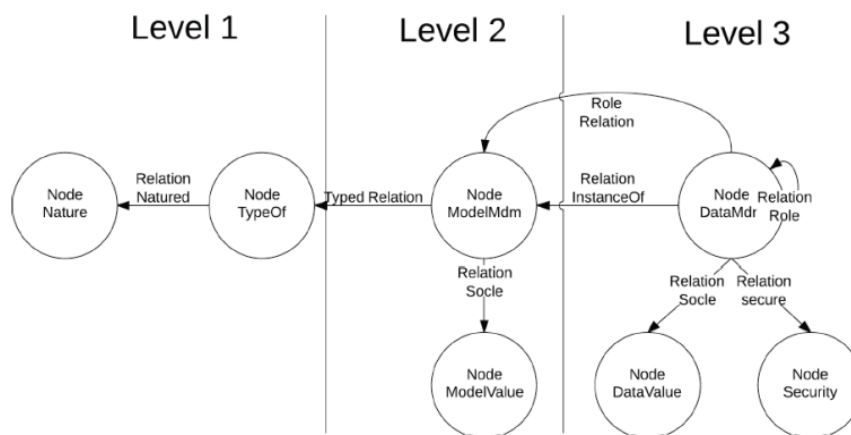 Level 1
Level 2
Level 3
Role
Relation
Node
Nature
Relation
Natured
Node
TypeOf
Typed Relation
Node
ModelMdm
Relation
InstanceOf
Node
DataMdr
Relation
Role
Relation
Socle
Relation
Socle
Relation
secure
Node
ModelValue
Node
DataValue
Node
Security